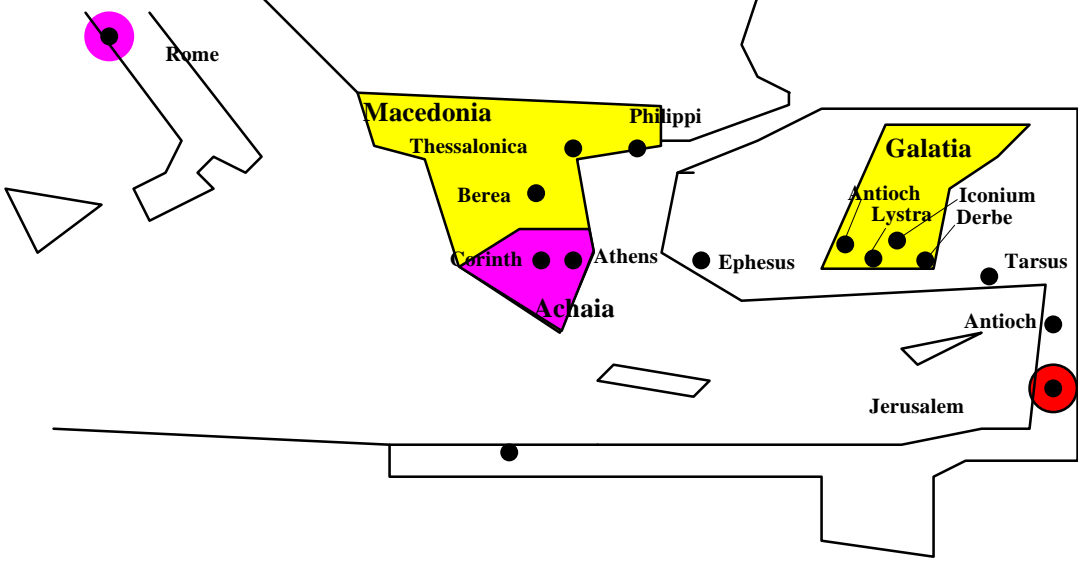 Rome
Macedonia
Philippi
Thessalonica
Galatia
Berea
Antioch
Iconium
Lystra
Derbe
Corinth
Athens
Ephesus
Tarsus
Achaia
Antioch
Jerusalem